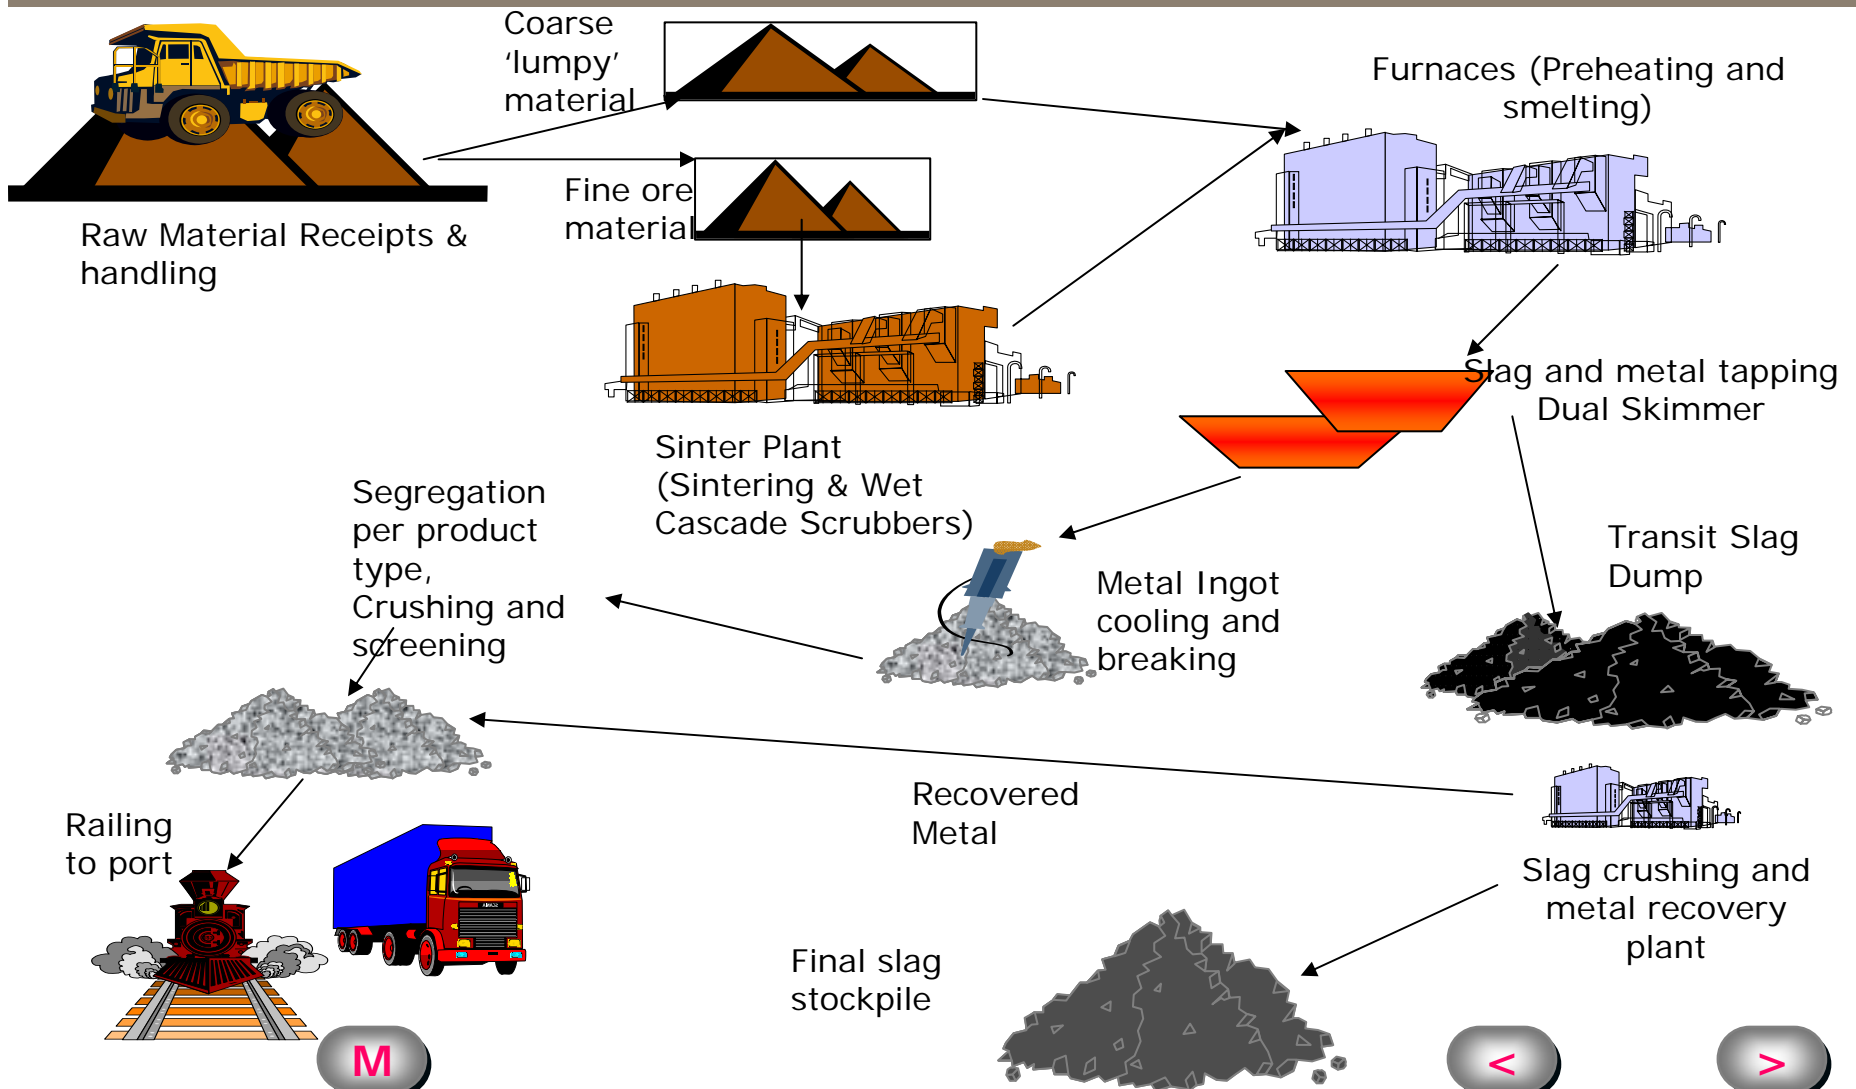 Coarse
‘lumpy’
material
Furnaces (Preheating and
smelting)
Fine ore
material
Raw Material Receipts &
handling
Slag and metal tapping
Dual Skimmer
Sinter Plant
(Sintering & Wet
Cascade Scrubbers)
Segregation
per product
type,
Crushing and
screening
Transit Slag
Dump
Metal Ingot
cooling and
breaking
Recovered
Metal
Railing
to port
Slag crushing and
metal recovery
plant
Final slag
stockpile
M
<
>